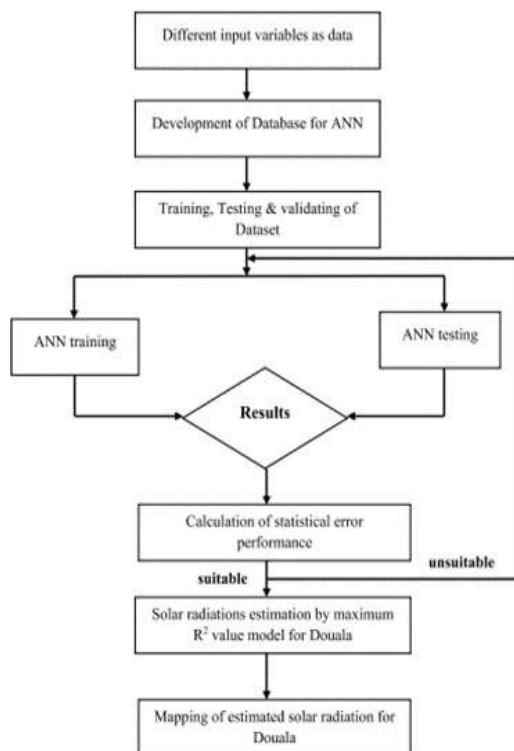 Different input variables as data
Development of Database for ANN
Training, Testing & validating of
Dataset
ANN training
ANN testing
Results
Calculation of statistical error
performance
unsuitable
suitable
Solar radiations estimation by maximum
R² value model for Douala
Mapping of estimated solar radiation for
Douala